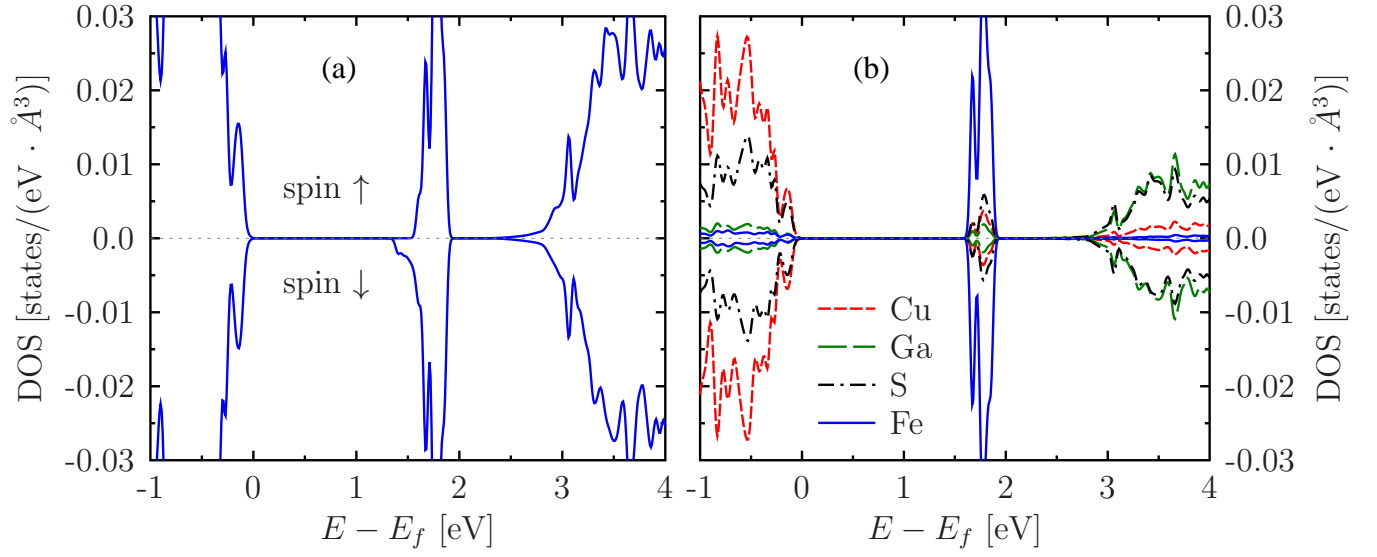 DOS [states/(eV · Å³)]
0.03
0.02
0.01
0.0
-0.01
-0.02
-0.03
(a)
spin ↑
spin ↓
-1 0 1 2 3 4
E − E_f [eV]
(b)
Cu
Ga
S
Fe
-1 0 1 2 3 4
E − E_f [eV]
0.03
0.02
0.01
0.0
-0.01
-0.02
-0.03
DOS [states/(eV · Å³)]